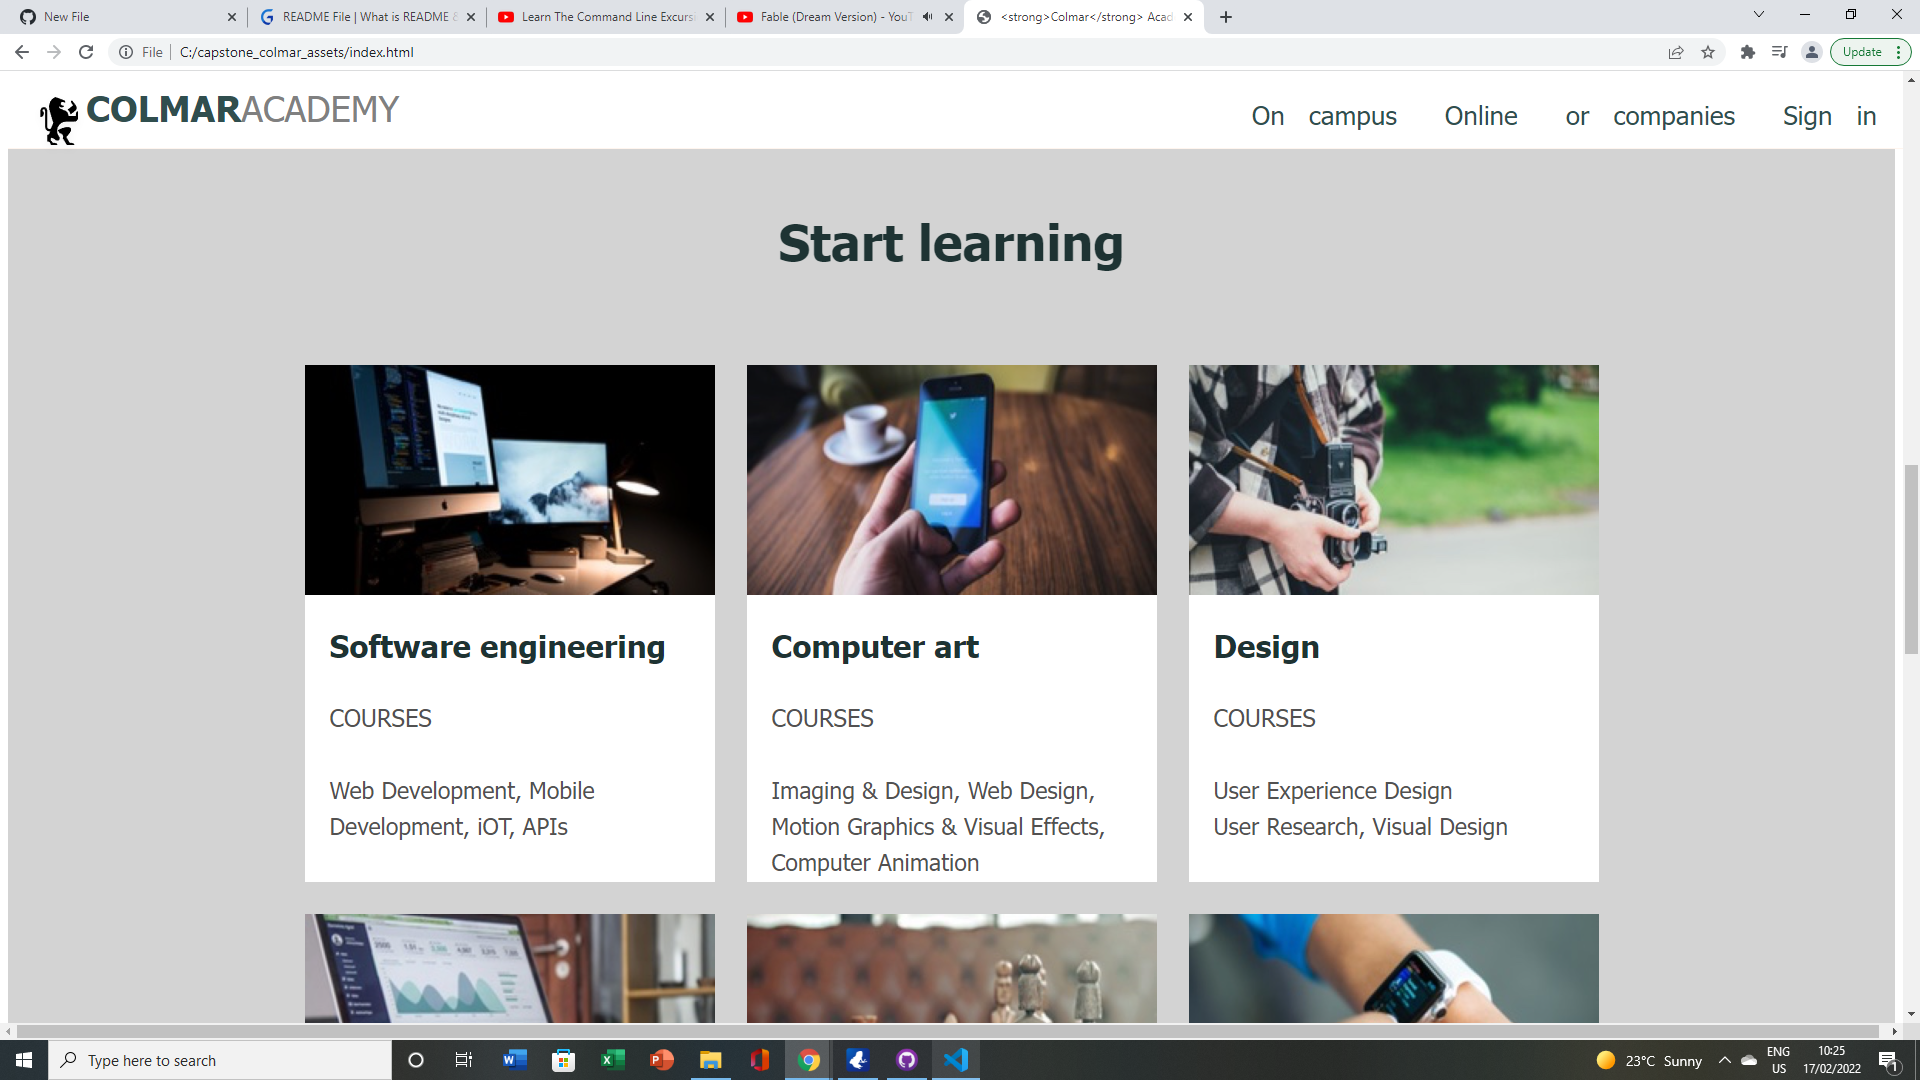 New File
README File | What is README &
Learn The Command Line Excurs
Fable (Dream Version) - YouT
<strong>Colmar</strong> Acad
File
C:/capstone_colmar_assets/index.html
Update
COLMARACADEMY
On campus Online or companies Sign in
Start learning
Software engineering
COURSES
Web Development, Mobile
Development, iOT, APIs
Computer art
COURSES
Imaging & Design, Web Design,
Motion Graphics & Visual Effects,
Computer Animation
Design
COURSES
User Experience Design
User Research, Visual Design
Type here to search
23°C Sunny
ENG
US
10:25
17/02/2022
1